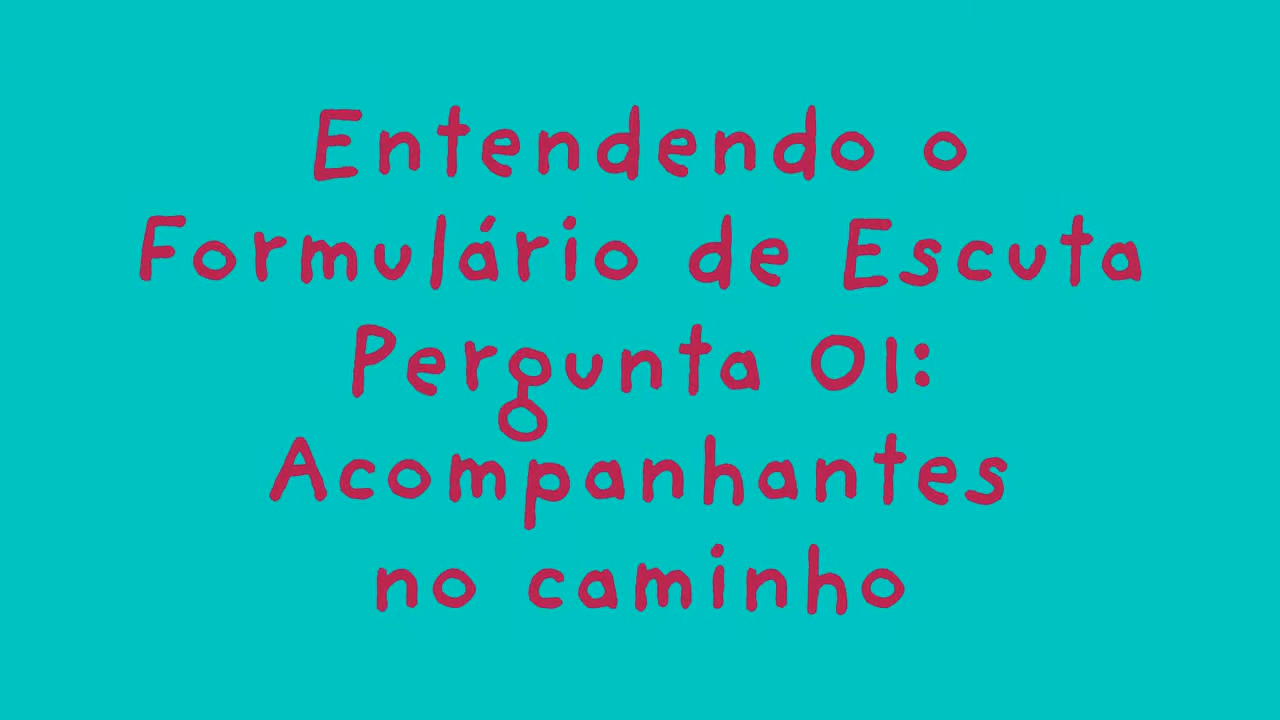 Entendendo o
Formulário de Escuta
Pergunta 01:
Acompanhantes
no caminho